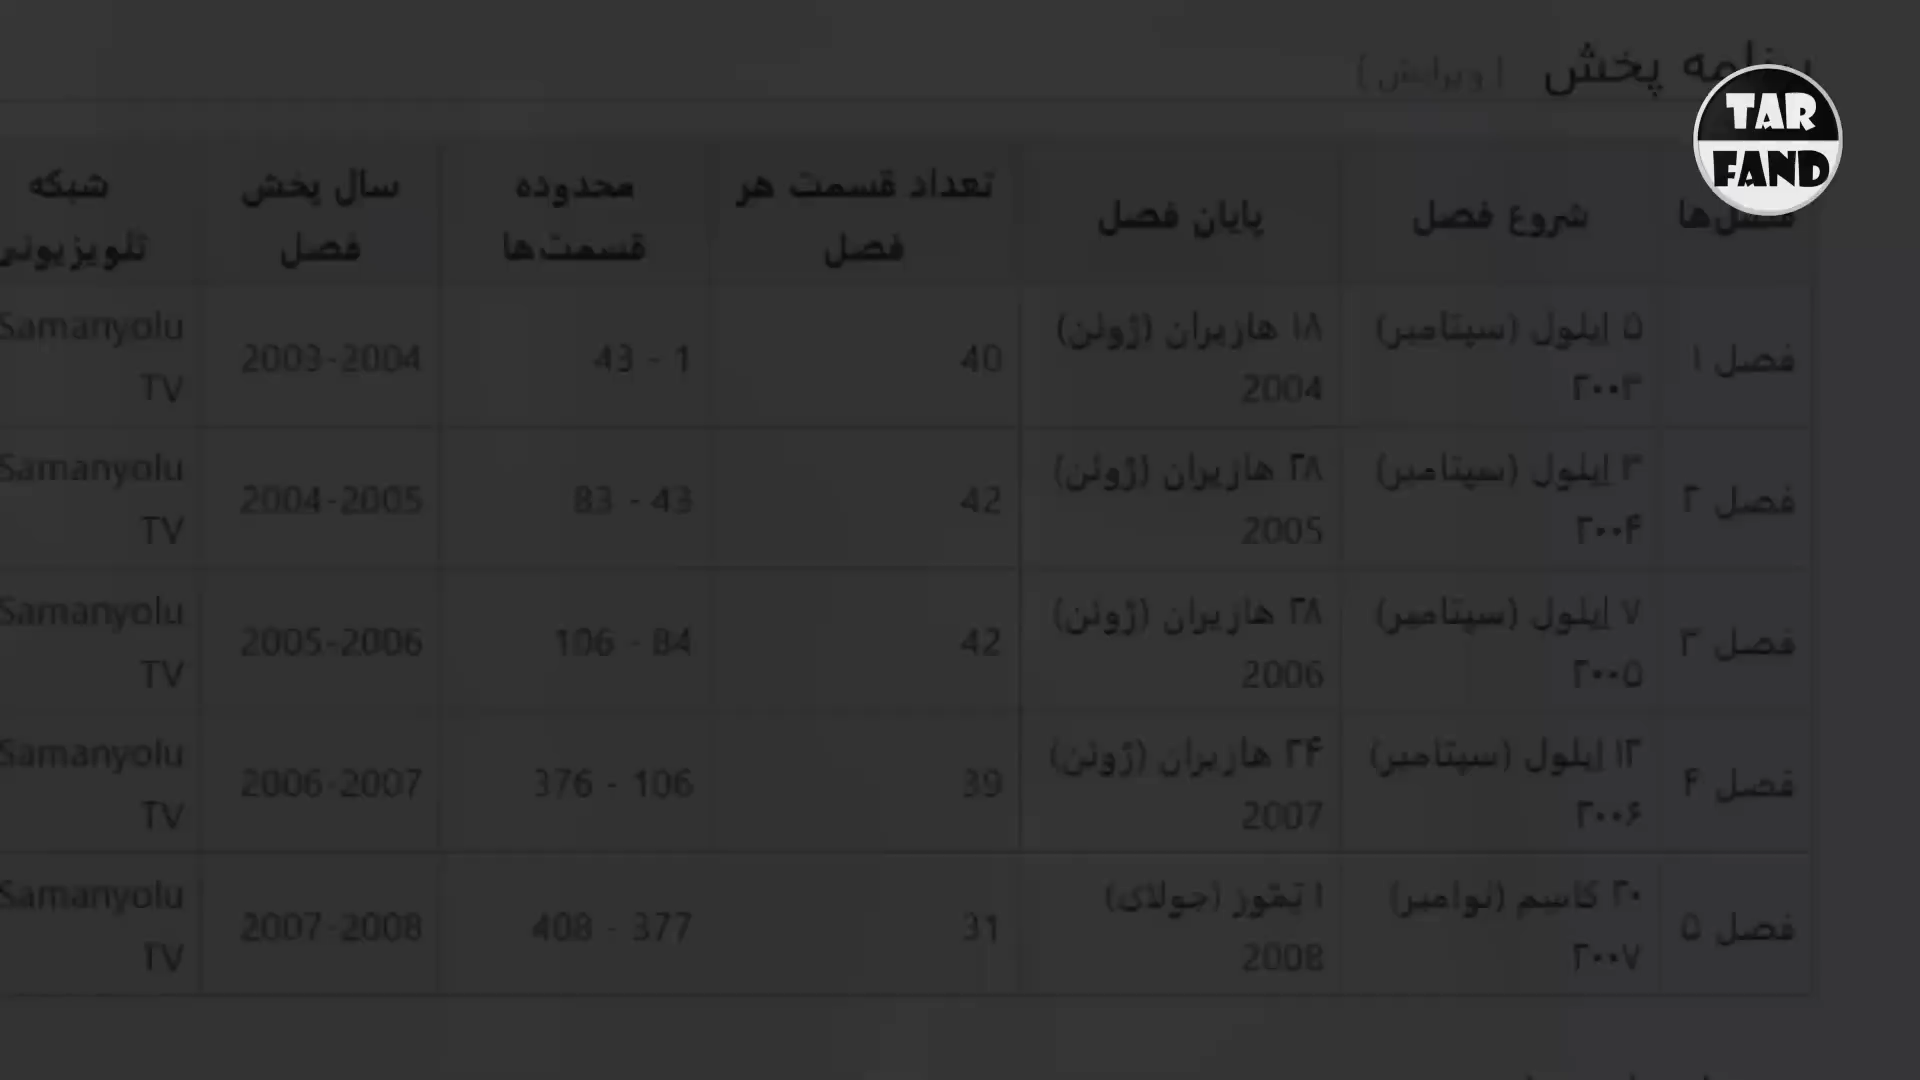 برنامه پخش [ویرایش]
TAR
FAND
فصل‌ها شروع فصل پایان فصل تعداد قسمت هر فصل محدوده قسمت‌ها سال پخش فصل شبکه تلویزیونی
فصل ۱ ۵ ایلول (سپتامبر) ۲۰۰۳ ۱۸ هازیران (ژوئن) 2004 40 1 - 43 2003-2004 Samanyolu TV
فصل ۲ ۳ ایلول (سپتامبر) ۲۰۰۴ ۲۸ هازیران (ژوئن) 2005 42 43 - 83 2004-2005 Samanyolu TV
فصل ۳ ۷ ایلول (سپتامبر) ۲۰۰۵ ۲۸ هازیران (ژوئن) 2006 42 84 - 106 2005-2006 Samanyolu TV
فصل ۴ ۱۲ ایلول (سپتامبر) ۲۰۰۶ ۲۴ هازیران (ژوئن) 2007 39 106 - 376 2006-2007 Samanyolu TV
فصل ۵ ۲۰ کاسم (نوامبر) ۲۰۰۷ ۱ تموز (جولای) 2008 31 377 - 408 2007-2008 Samanyolu TV